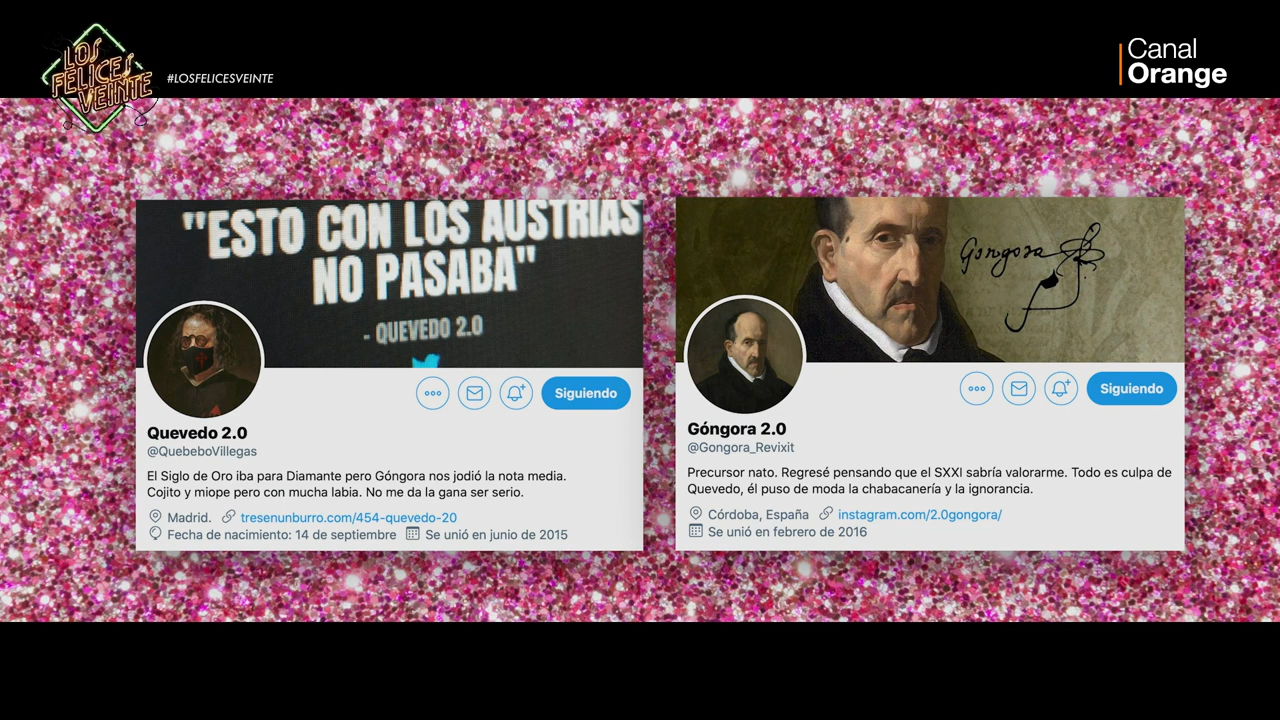 LOS
FELICES
VEINTE
#LOSFELICESVEINTE
Canal
Orange
"ESTO CON LOS AUSTRIAS
NO PASABA"
- QUEVEDO 2.0
Siguiendo
Quevedo 2.0
@QuebeboVillegas
El Siglo de Oro iba para Diamante pero Góngora nos jodió la nota media.
Cojito y miope pero con mucha labia. No me da la gana ser serio.
Madrid. tresenunburro.com/454-quevedo-20
Fecha de nacimiento: 14 de septiembre Se unió en junio de 2015
Gongora
Siguiendo
Góngora 2.0
@Gongora_Revixit
Precursor nato. Regresé pensando que el SXXI sabría valorarme. Todo es culpa de
Quevedo, él puso de moda la chabacanería y la ignorancia.
Córdoba, España instagram.com/2.0gongora/
Se unió en febrero de 2016